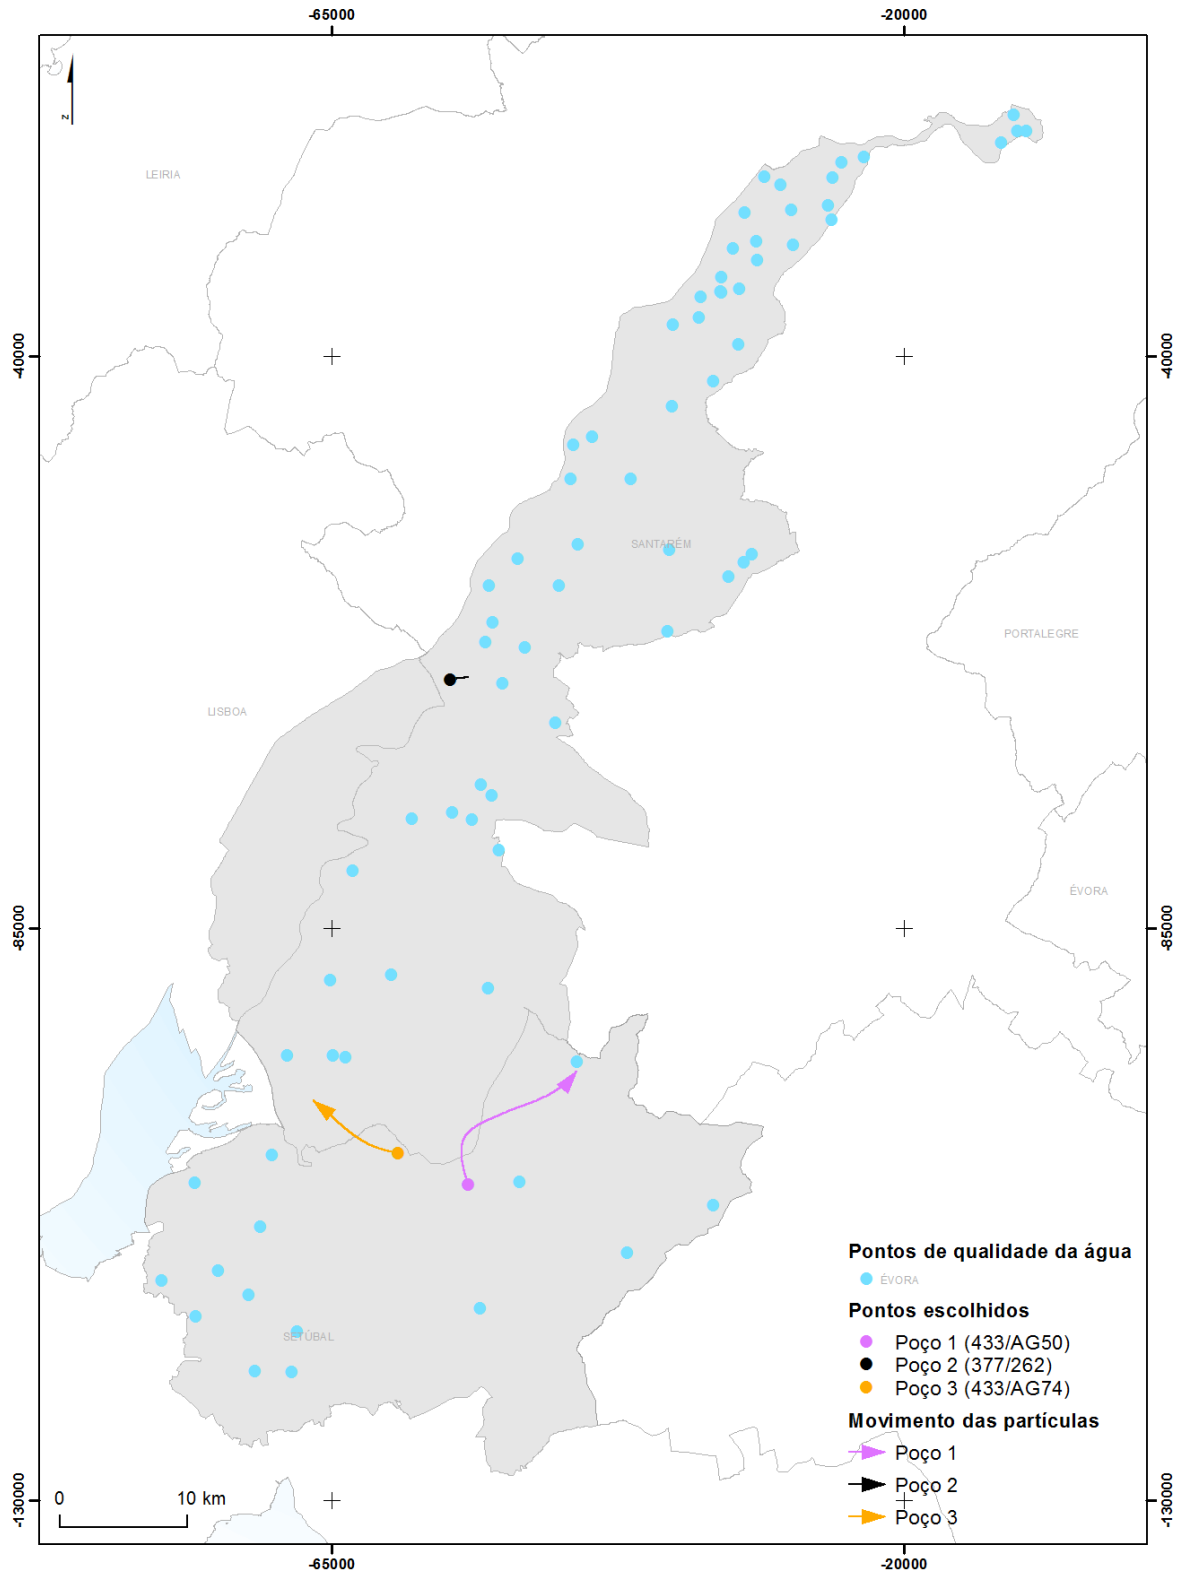 -65000
-20000
z
LEIRIA
-40000
-40000
SANTARÉM
PORTALEGRE
LISBOA
ÉVORA
-85000
-85000
SETÚBAL
Pontos de qualidade da água
ÉVORA
Pontos escolhidos
Poço 1 (433/AG50)
Poço 2 (377/262)
Poço 3 (433/AG74)
Movimento das partículas
Poço 1
Poço 2
Poço 3
0
10 km
-130000
-130000
-65000
-20000